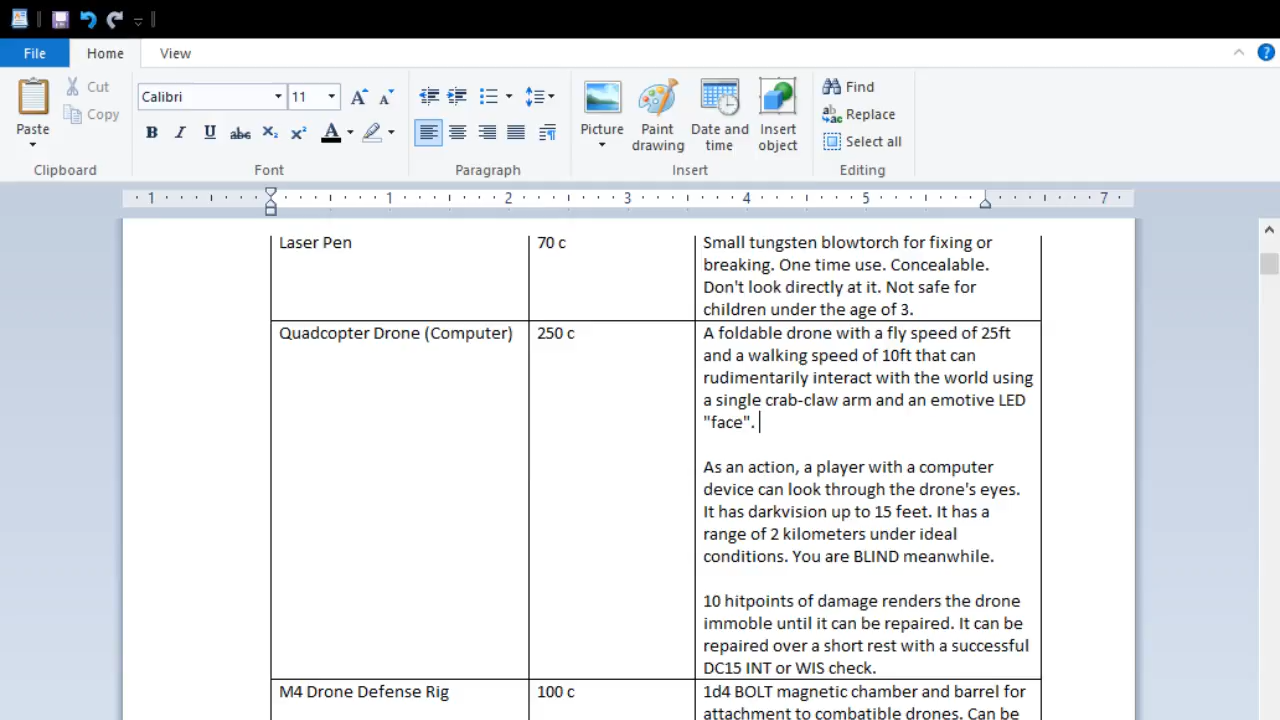 File Home View
Paste
Cut
Copy
Clipboard
Calibri 11
B I U abc X₂ X² A
Font
Paragraph
Picture
Paint drawing
Date and time
Insert object
Insert
Find
Replace
Select all
Editing
1 1 2 3 4 5 7
Laser Pen
70 c
Small tungsten blowtorch for fixing or
breaking. One time use. Concealable.
Don't look directly at it. Not safe for
children under the age of 3.
Quadcopter Drone (Computer)
250 c
A foldable drone with a fly speed of 25ft
and a walking speed of 10ft that can
rudimentarily interact with the world using
a single crab-claw arm and an emotive LED
"face".
As an action, a player with a computer
device can look through the drone's eyes.
It has darkvision up to 15 feet. It has a
range of 2 kilometers under ideal
conditions. You are BLIND meanwhile.
10 hitpoints of damage renders the drone
immoble until it can be repaired. It can be
repaired over a short rest with a successful
DC15 INT or WIS check.
M4 Drone Defense Rig
100 c
1d4 BOLT magnetic chamber and barrel for
attachment to combatible drones. Can be